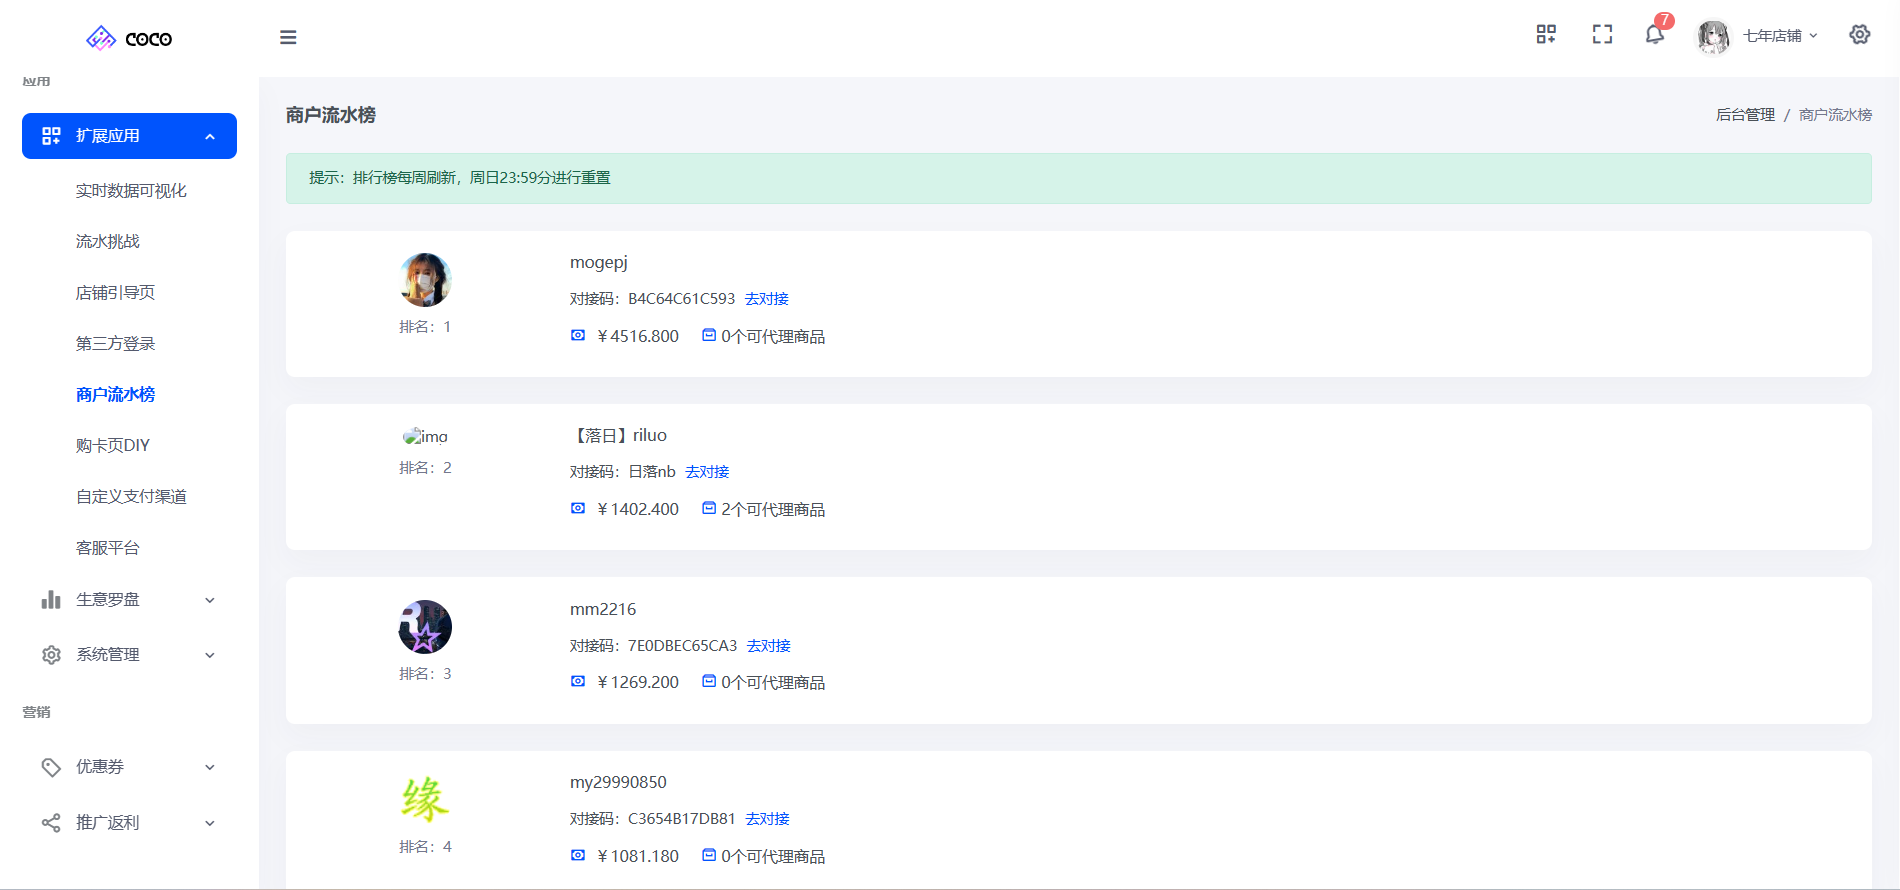 COCO
7
七年店铺
应用
扩展应用
实时数据可视化
流水挑战
店铺引导页
第三方登录
商户流水榜
购卡页DIY
自定义支付渠道
客服平台
生意罗盘
系统管理
营销
优惠券
推广返利
商户流水榜
后台管理 / 商户流水榜
提示：排行榜每周刷新，周日23:59分进行重置
排名：1
mogepj
对接码：B4C64C61C593 去对接
￥4516.800 0个可代理商品
img
排名：2
【落日】riluo
对接码：日落nb 去对接
￥1402.400 2个可代理商品
排名：3
mm2216
对接码：7E0DBEC65CA3 去对接
￥1269.200 0个可代理商品
缘
排名：4
my29990850
对接码：C3654B17DB81 去对接
￥1081.180 0个可代理商品